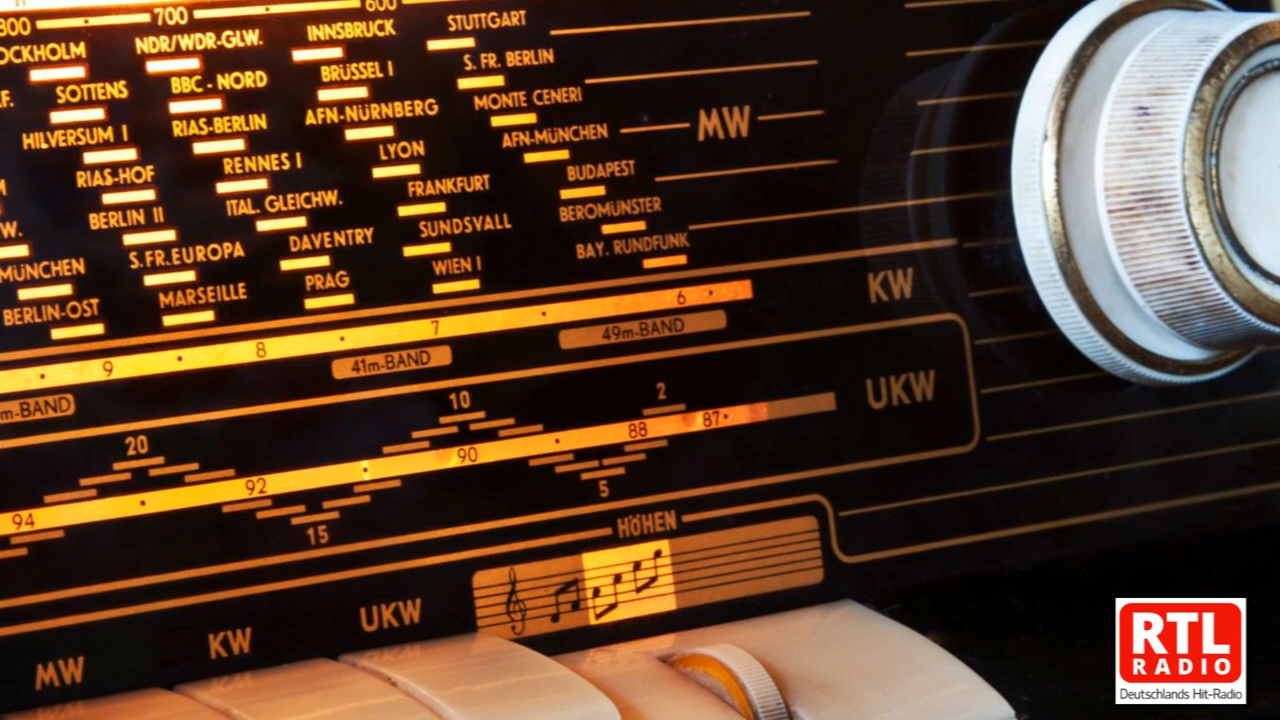 800 700 600
STOCKHOLM NDR/WDR-GLW. INNSBRUCK STUTTGART
SOTTENS BBC - NORD BRÜSSEL I S. FR. BERLIN
HILVERSUM I RIAS-BERLIN AFN-NÜRNBERG MONTE CENERI
RIAS-HOF RENNES I LYON AFN-MÜNCHEN MW
BERLIN II ITAL. GLEICHW. FRANKFURT BUDAPEST
MÜNCHEN S.FR.EUROPA DAVENTRY SUNDSVALL BEROMÜNSTER
BERLIN-OST MARSEILLE PRAG WIEN I BAY. RUNDFUNK
9 8 7 6 KW
m-BAND 41m-BAND 49m-BAND
20 10 2
94 92 90 88 87 UKW
15 5
HÖHEN
MW KW UKW
RTL
RADIO
Deutschlands Hit-Radio